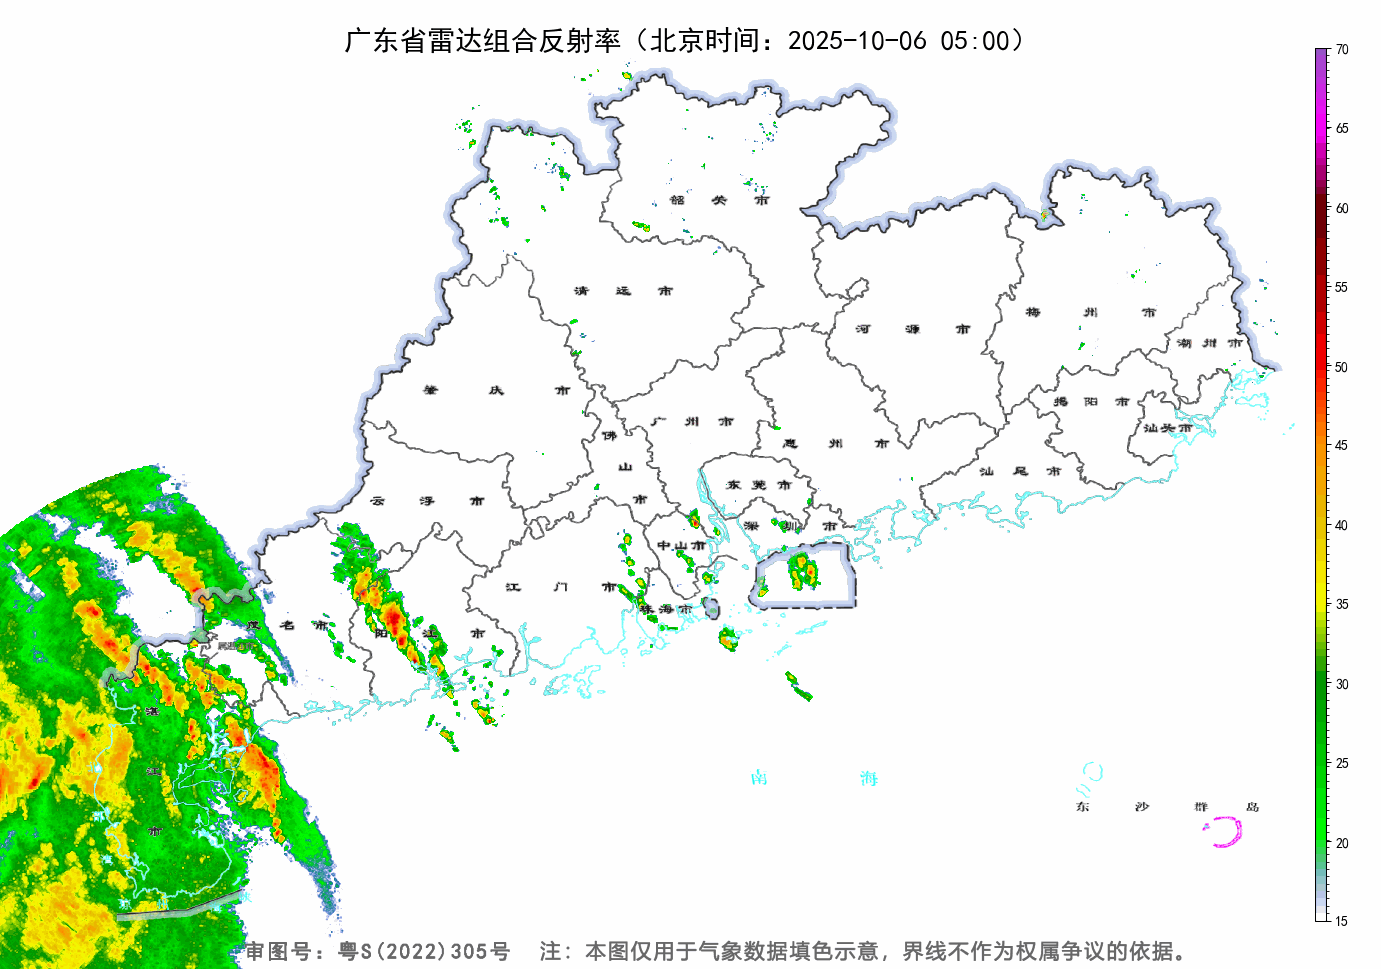 广东省雷达组合反射率（北京时间：2025-10-06 05:00）
70
65
60
55
50
45
40
35
30
25
20
15
韶关市
清远市
河源市
梅州市
潮州市
肇庆市
广州市
佛山市
惠州市
揭阳市
汕头市
汕尾市
云浮市
东莞市
深圳市
中山市
江门市
珠海市
茂名市
阳江市
湛江市
南海
东沙群岛
审图号：粤S(2022)305号 注：本图仅用于气象数据填色示意，界线不作为权属争议的依据。